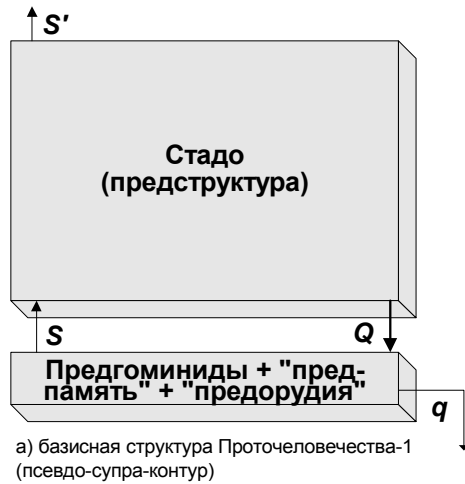 S'
Стадо
(предструктура)
S
Q
Предгоминиды + "пред-
память" + "предорудия"
q
а) базисная структура Проточеловечества-1
(псевдо-супра-контур)